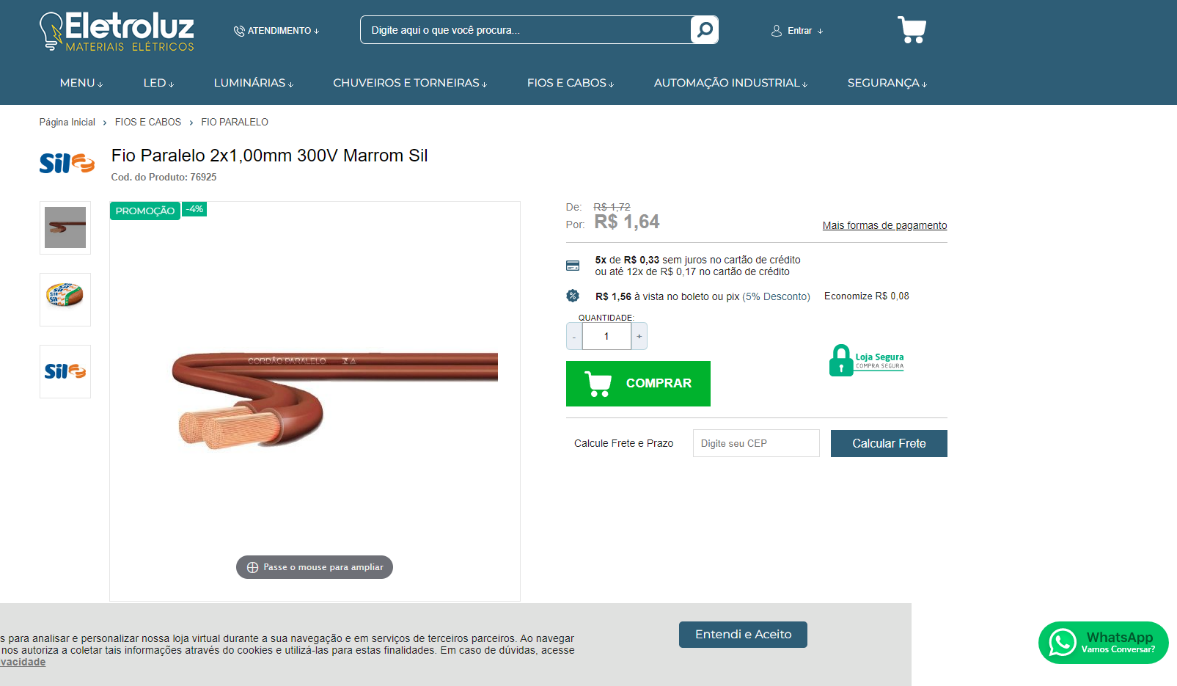 Eletroluz
MATERIAIS ELÉTRICOS
ATENDIMENTO
Digite aqui o que você procura...
Entrar
MENU
LED
LUMINÁRIAS
CHUVEIROS E TORNEIRAS
FIOS E CABOS
AUTOMAÇÃO INDUSTRIAL
SEGURANÇA
Página Inicial › FIOS E CABOS › FIO PARALELO
Sil
Fio Paralelo 2x1,00mm 300V Marrom Sil
Cod. do Produto: 76925
PROMOÇÃO -4%
Sil
CORDÃO PARALELO
Passe o mouse para ampliar
De: R$ 1,72
Por: R$ 1,64
Mais formas de pagamento
5x de R$ 0,33 sem juros no cartão de crédito
ou até 12x de R$ 0,17 no cartão de crédito
R$ 1,56 à vista no boleto ou pix (5% Desconto) Economize R$ 0,08
QUANTIDADE:
- 1 +
COMPRAR
Loja Segura
COMPRA SEGURA
Calcule Frete e Prazo
Digite seu CEP
Calcular Frete
s para analisar e personalizar nossa loja virtual durante a sua navegação e em serviços de terceiros parceiros. Ao navegar
nos autoriza a coletar tais informações através do cookies e utilizá-las para estas finalidades. Em caso de dúvidas, acesse
vacidade
Entendi e Aceito
WhatsApp
Vamos Conversar?